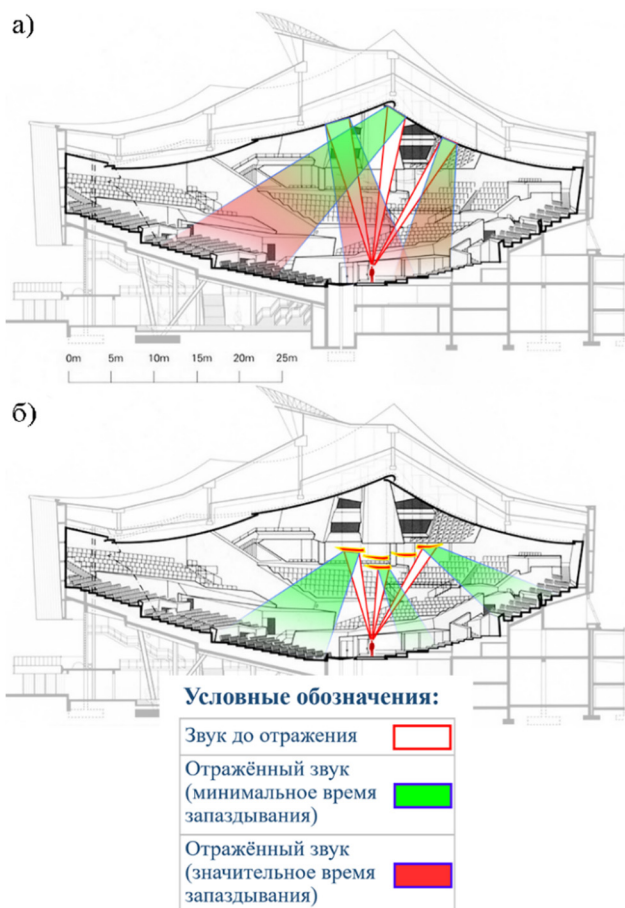 а)
0m 5m 10m 15m 20m 25m
б)
Условные обозначения:
Звук до отражения
Отражённый звук
(минимальное время
запаздывания)
Отражённый звук
(значительное время
запаздывания)